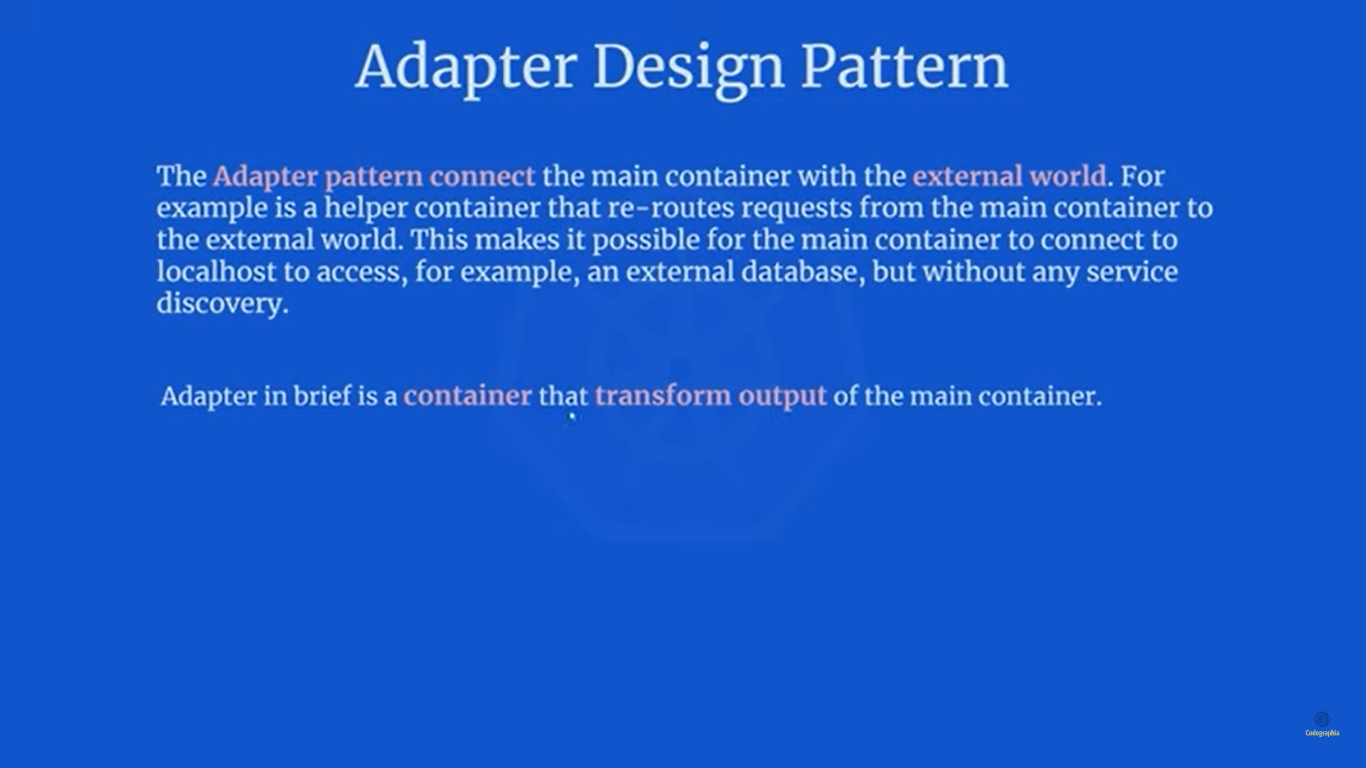 Adapter Design Pattern
The Adapter pattern connect the main container with the external world. For
example is a helper container that re-routes requests from the main container to
the external world. This makes it possible for the main container to connect to
localhost to access, for example, an external database, but without any service
discovery.
Adapter in brief is a container that transform output of the main container.
Codographia